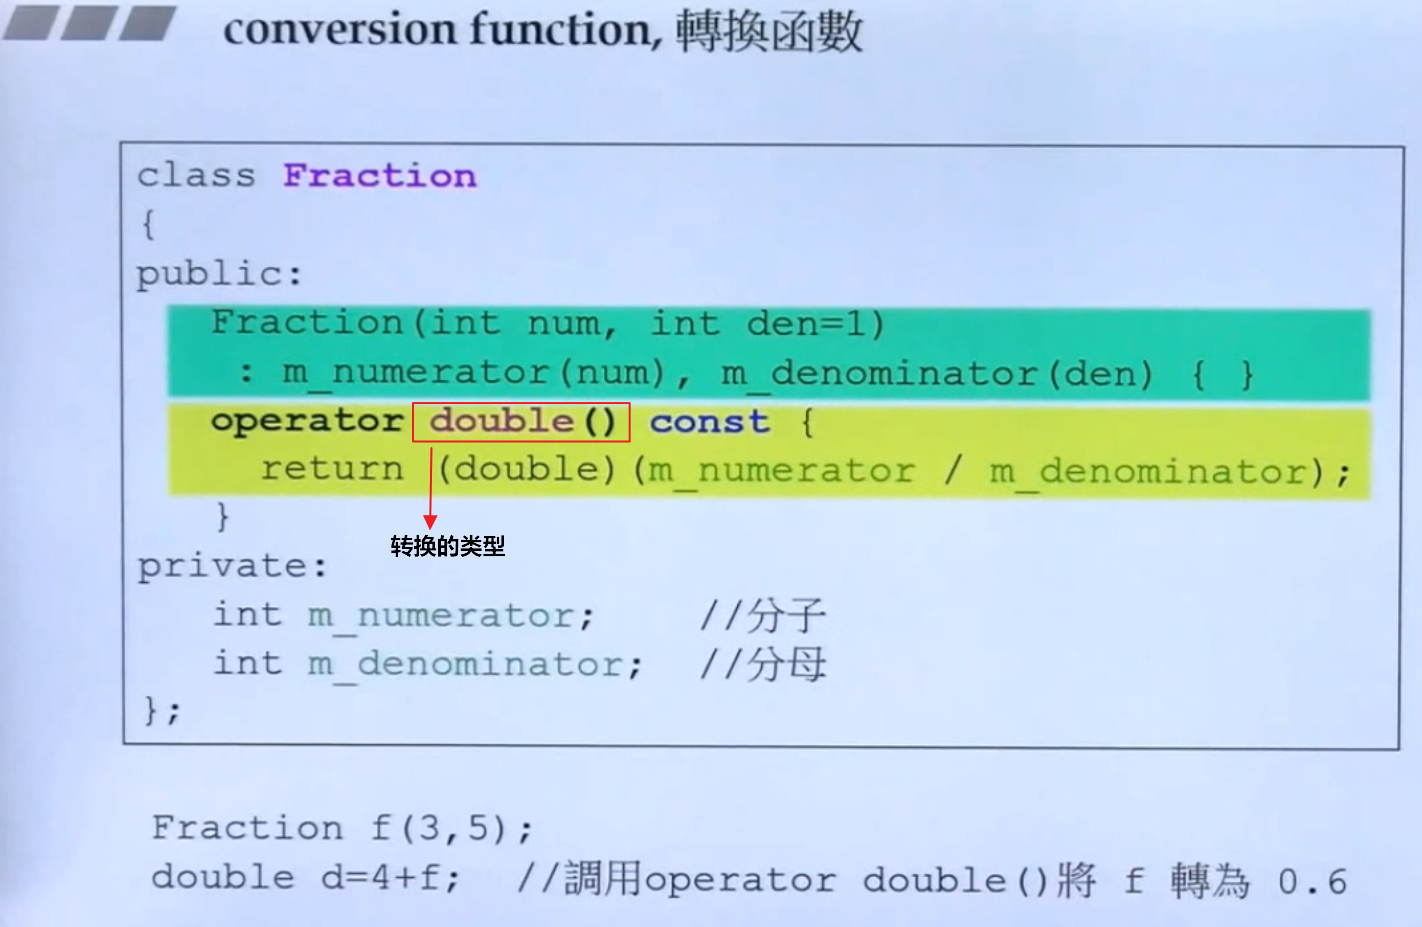 conversion function, 轉換函數
class Fraction
{
public:
Fraction(int num, int den=1)
: m_numerator(num), m_denominator(den) { }
operator double() const {
return (double)(m_numerator / m_denominator);
}
转换的类型
private:
int m_numerator; //分子
int m_denominator; //分母
};
Fraction f(3,5);
double d=4+f; //調用operator double()將 f 轉為 0.6